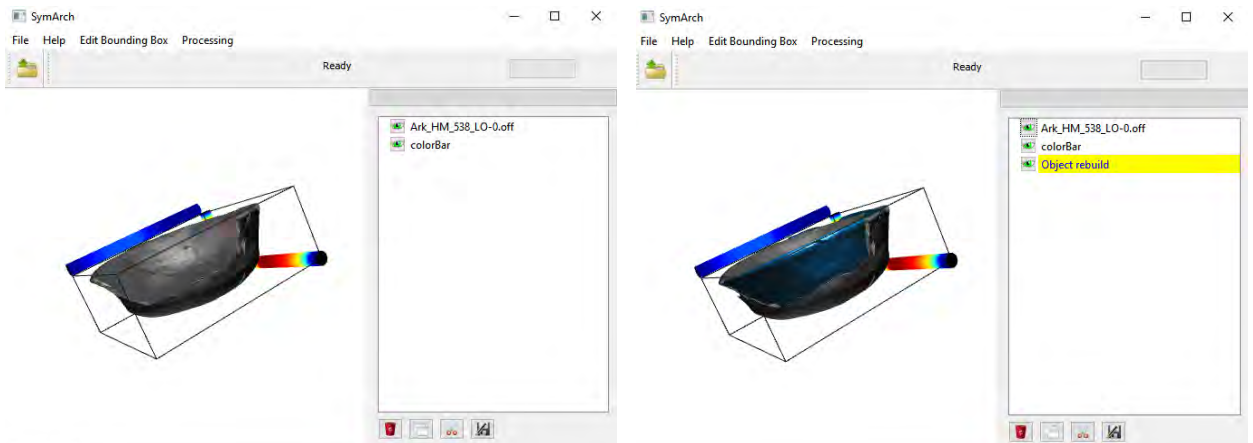 SymArch
File Help Edit Bounding Box Processing
Ready
Ark_HM_538_LO-0.off
colorBar
SymArch
File Help Edit Bounding Box Processing
Ready
Ark_HM_538_LO-0.off
colorBar
Object rebuild